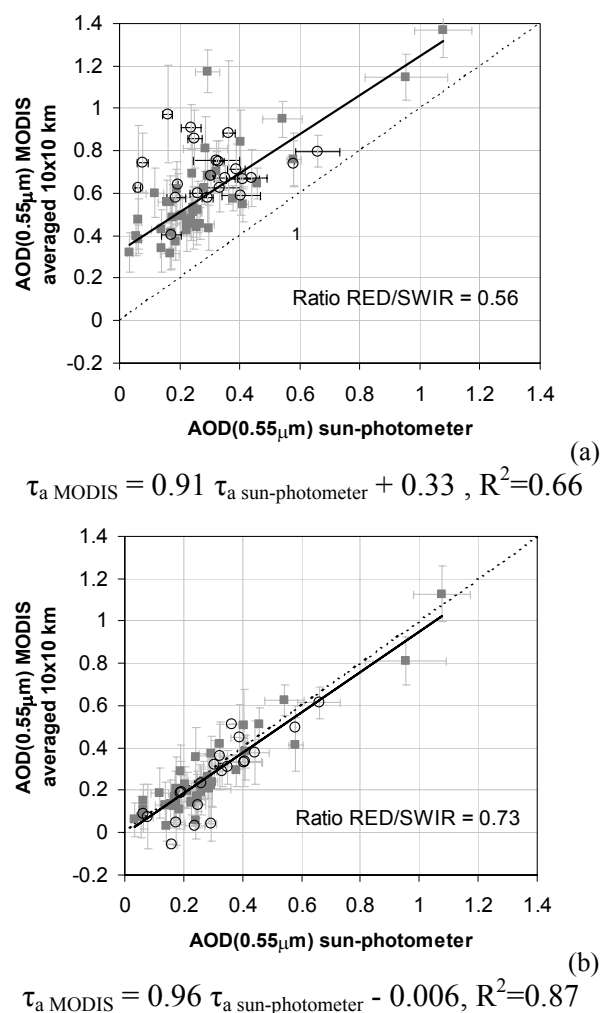 1.4
1.2
1
0.8
0.6
0.4
0.2
0
-0.2
AOD(0.55μm) MODIS
averaged 10x10 km
1
Ratio RED/SWIR = 0.56
0 0.2 0.4 0.6 0.8 1 1.2 1.4
AOD(0.55μm) sun-photometer
(a)
τa MODIS = 0.91 τa sun-photometer + 0.33 , R²=0.66
1.4
1.2
1
0.8
0.6
0.4
0.2
0
-0.2
AOD(0.55μm) MODIS
averaged 10x10 km
Ratio RED/SWIR = 0.73
0 0.2 0.4 0.6 0.8 1 1.2 1.4
AOD(0.55μm) sun-photometer
(b)
τa MODIS = 0.96 τa sun-photometer - 0.006, R²=0.87